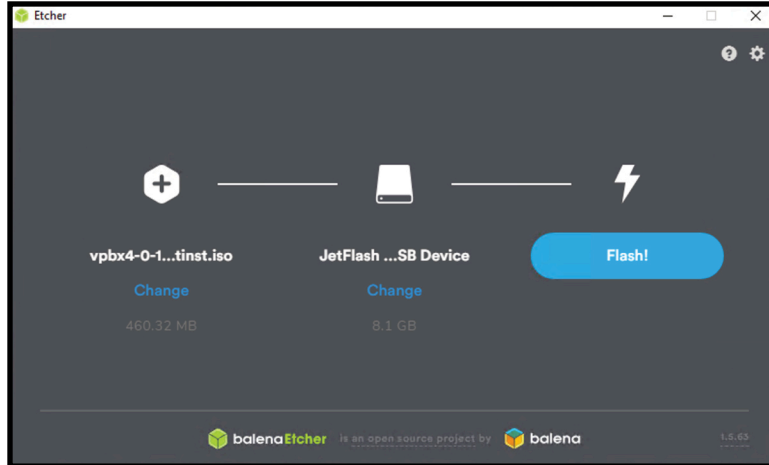 Etcher
vpbx4-0-1...tinst.iso
Change
460.32 MB
JetFlash ...SB Device
Change
8.1 GB
Flash!
balenaEtcher is an open source project by balena
1.5.63